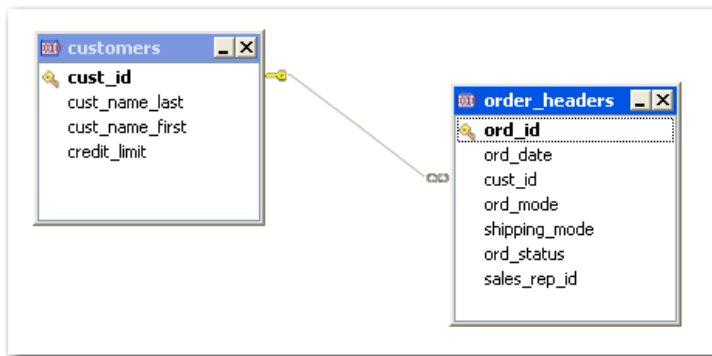 customers
cust_id
cust_name_last
cust_name_first
credit_limit
order_headers
ord_id
ord_date
cust_id
ord_mode
shipping_mode
ord_status
sales_rep_id